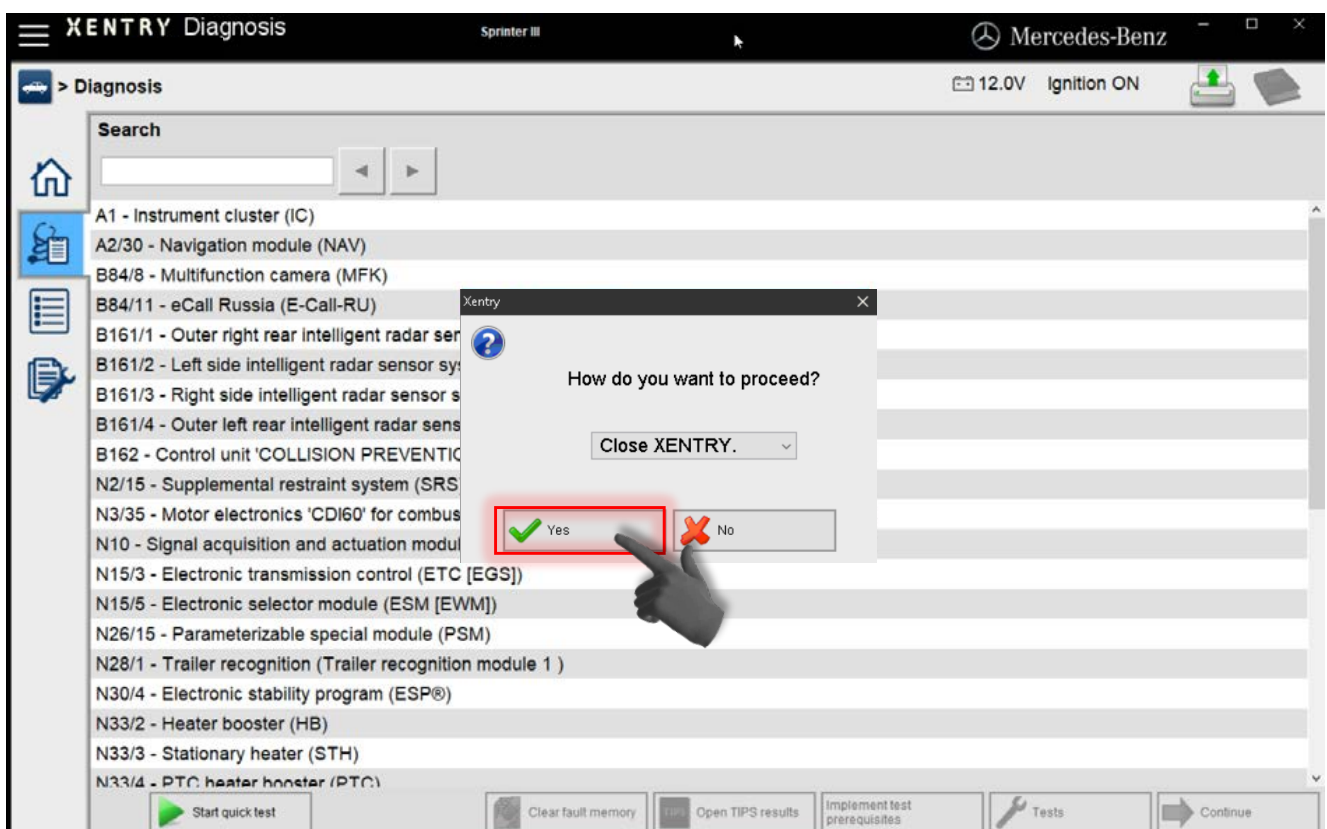 XENTRY Diagnosis
Sprinter III
Mercedes-Benz
> Diagnosis
12.0V Ignition ON
Search
A1 - Instrument cluster (IC)
A2/30 - Navigation module (NAV)
B84/8 - Multifunction camera (MFK)
B84/11 - eCall Russia (E-Call-RU)
B161/1 - Outer right rear intelligent radar
B161/2 - Left side intelligent radar sensor
B161/3 - Right side intelligent radar sensor s
B161/4 - Outer left rear intelligent radar sens
B162 - Control unit 'COLLISION
N2/15 - Supplemental restraint system (SRS
N3/35 - Motor electronics 'CDI60' for combus
N10 - Signal acquisition and actuation modul
N15/3 - Electronic transmission control (ETC [EGS])
N15/5 - Electronic selector module (ESM [EWM])
N26/15 - Parameterizable special module (PSM)
N28/1 - Trailer recognition (Trailer recognition module 1 )
N30/4 - Electronic stability program (ESP®)
N33/2 - Heater booster (HB)
N33/3 - Stationary heater (STH)
N33/4 - PTC heater booster (PTC)
Xentry
How do you want to proceed?
Close XENTRY.
Yes
No
Start quick test
Clear fault memory
TIPS
Open TIPS results
Implement test
prerequisites
Tests
Continue